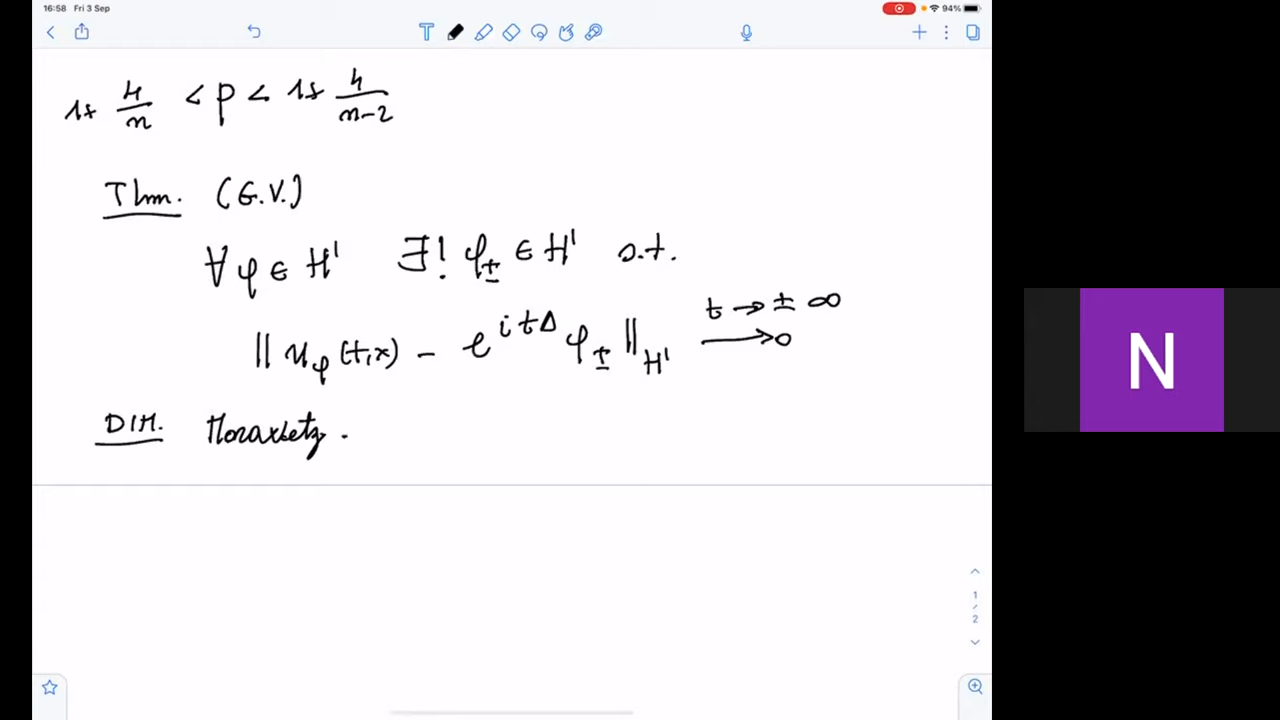 16:58 Fri 3 Sep 94%
1+ 4/n < p < 1+ 4/(n-2)
Thm. (G.V.)
∀ φ ∈ H¹ ∃! φ± ∈ H¹ s.t.
|| u_φ(t,x) - e^{itΔ} φ± ||_{H¹} → 0 t → ± ∞
DIM. Morawetz.
1
/
2
N